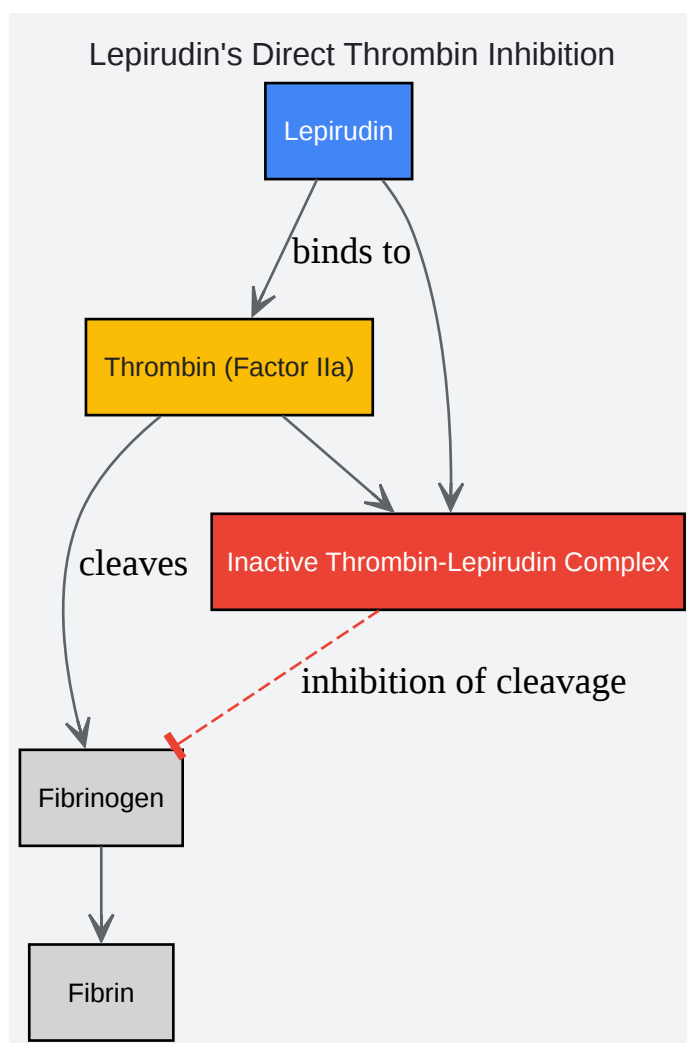 Lepirudin's Direct Thrombin Inhibition
Lepirudin
binds to
Thrombin (Factor IIa)
cleaves
Inactive Thrombin-Lepirudin Complex
inhibition of cleavage
Fibrinogen
Fibrin